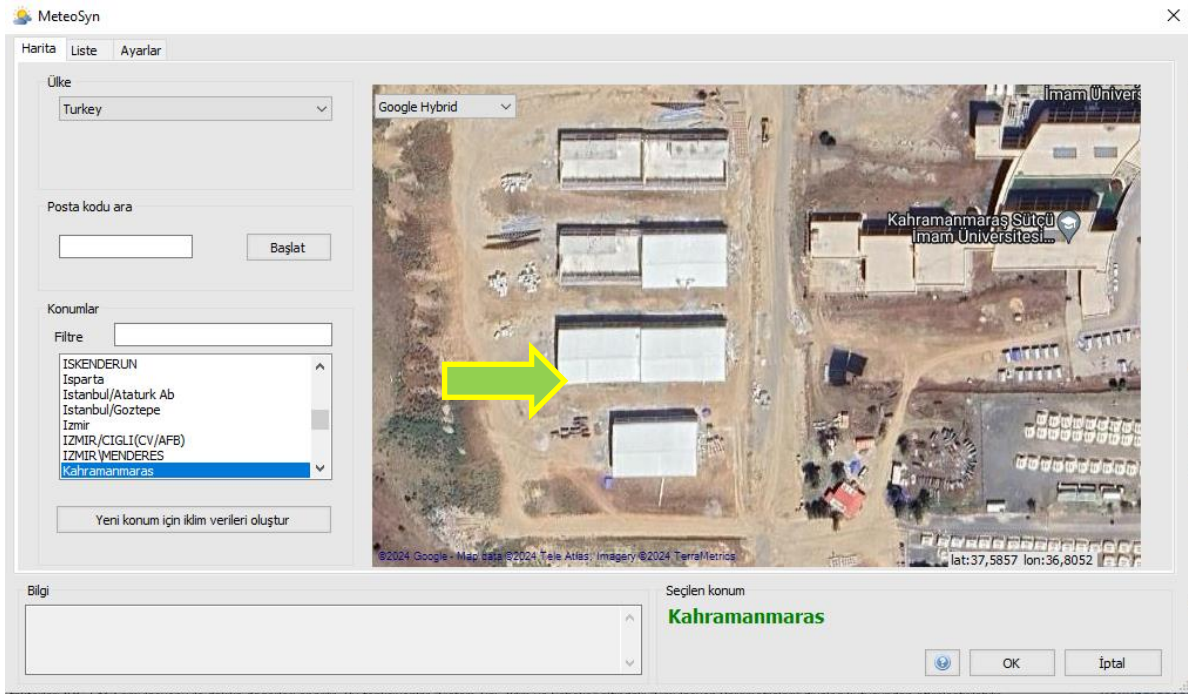 MeteoSyn
Harita
Liste
Ayarlar
Ülke
Turkey
Posta kodu ara
Başlat
Konumlar
Filtre
ISKENDERUN
Isparta
Istanbul/Ataturk Ab
Istanbul/Goztepe
Izmir
IZMIR/CIGLI(CV/AFB)
IZMIR\MENDERES
Kahramanmaras
Yeni konum için iklim verileri oluştur
Google Hybrid
İmam Univers
Kahramanmaraş Sütçü
İmam Üniversitesi...
©2024 Google - Map data ©2024 Tele Atlas, Imagery ©2024 TerraMetrics
lat:37,5857 lon:36,8052
Bilgi
Seçilen konum
Kahramanmaras
OK
İptal